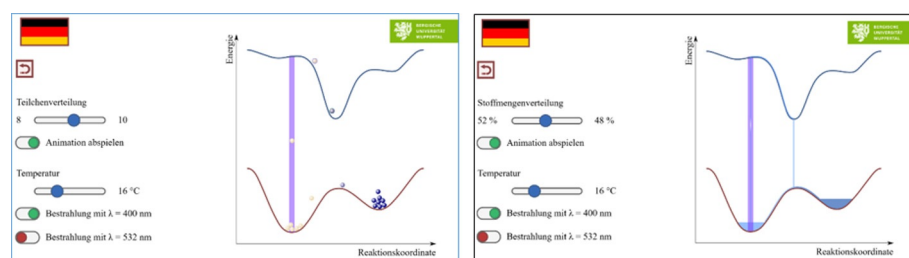 Energie
BERGISCHE
UNIVERSITÄT
WUPPERTAL
Teilchenverteilung
8 10
Animation abspielen
Temperatur
16 °C
Bestrahlung mit λ = 400 nm
Bestrahlung mit λ = 532 nm
Reaktionskoordinate
Energie
BERGISCHE
UNIVERSITÄT
WUPPERTAL
Stoffmengenverteilung
52 % 48 %
Animation abspielen
Temperatur
16 °C
Bestrahlung mit λ = 400 nm
Bestrahlung mit λ = 532 nm
Reaktionskoordinate